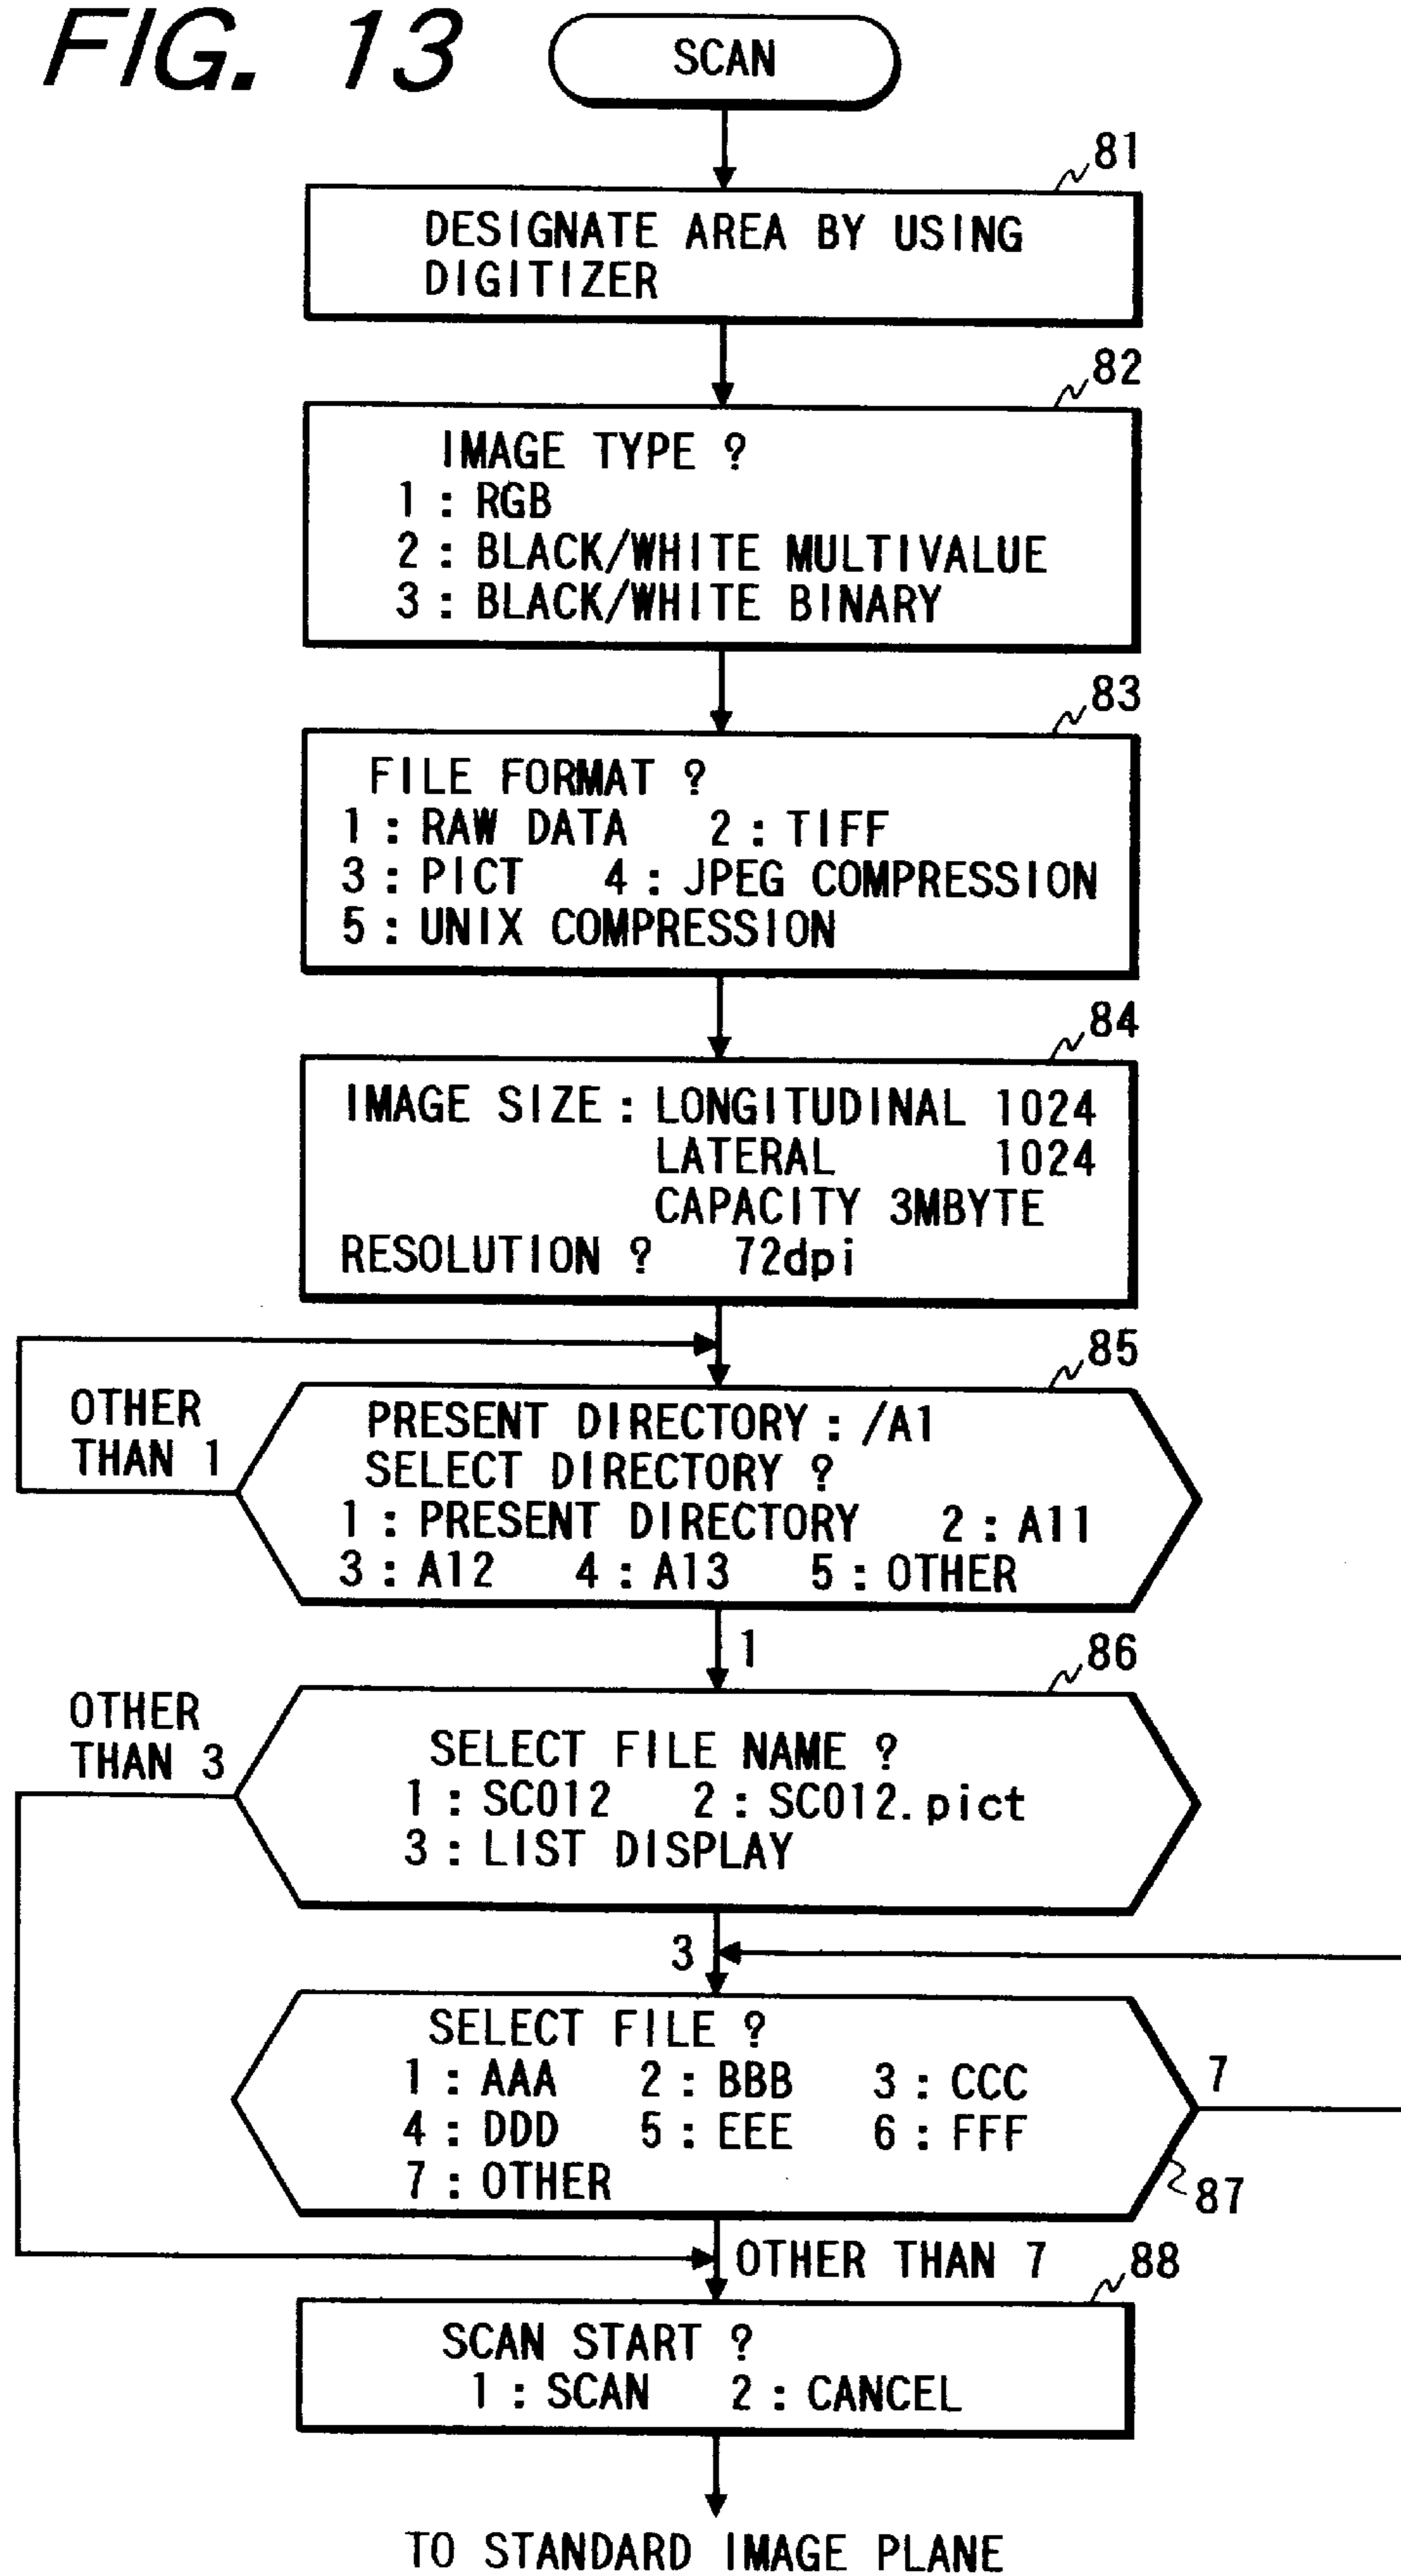 FIG. 13
SCAN
81
DESIGNATE AREA BY USING
DIGITIZER
82
IMAGE TYPE ?
1 : RGB
2 : BLACK/WHITE MULTIVALUE
3 : BLACK/WHITE BINARY
83
FILE FORMAT ?
1 : RAW DATA 2 : TIFF
3 : PICT 4 : JPEG COMPRESSION
5 : UNIX COMPRESSION
84
IMAGE SIZE : LONGITUDINAL 1024
LATERAL 1024
CAPACITY 3MBYTE
RESOLUTION ? 72dpi
85
OTHER
THAN 1
PRESENT DIRECTORY : /A1
SELECT DIRECTORY ?
1 : PRESENT DIRECTORY 2 : A11
3 : A12 4 : A13 5 : OTHER
1
86
OTHER
THAN 3
SELECT FILE NAME ?
1 : SC012 2 : SC012.pict
3 : LIST DISPLAY
3
SELECT FILE ?
1 : AAA 2 : BBB 3 : CCC
4 : DDD 5 : EEE 6 : FFF
7 : OTHER
7
87
OTHER THAN 7
88
SCAN START ?
1 : SCAN 2 : CANCEL
TO STANDARD IMAGE PLANE